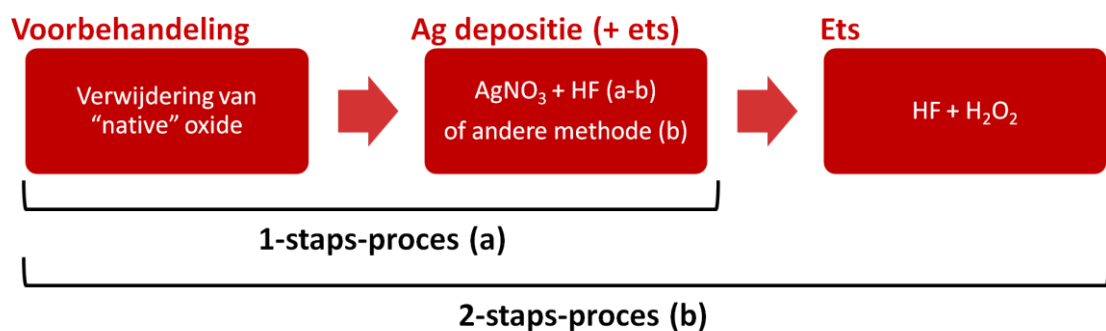 Voorbehandeling
Ag depositie (+ ets)
Ets
Verwijdering van
“native” oxide
AgNO₃ + HF (a-b)
of andere methode (b)
HF + H₂O₂
1-staps-proces (a)
2-staps-proces (b)